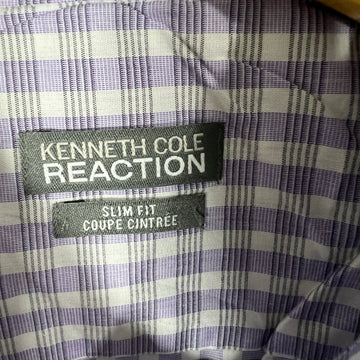 KENNETH COLE
REACTION
SLIM FIT
COUPE CINTRÉE